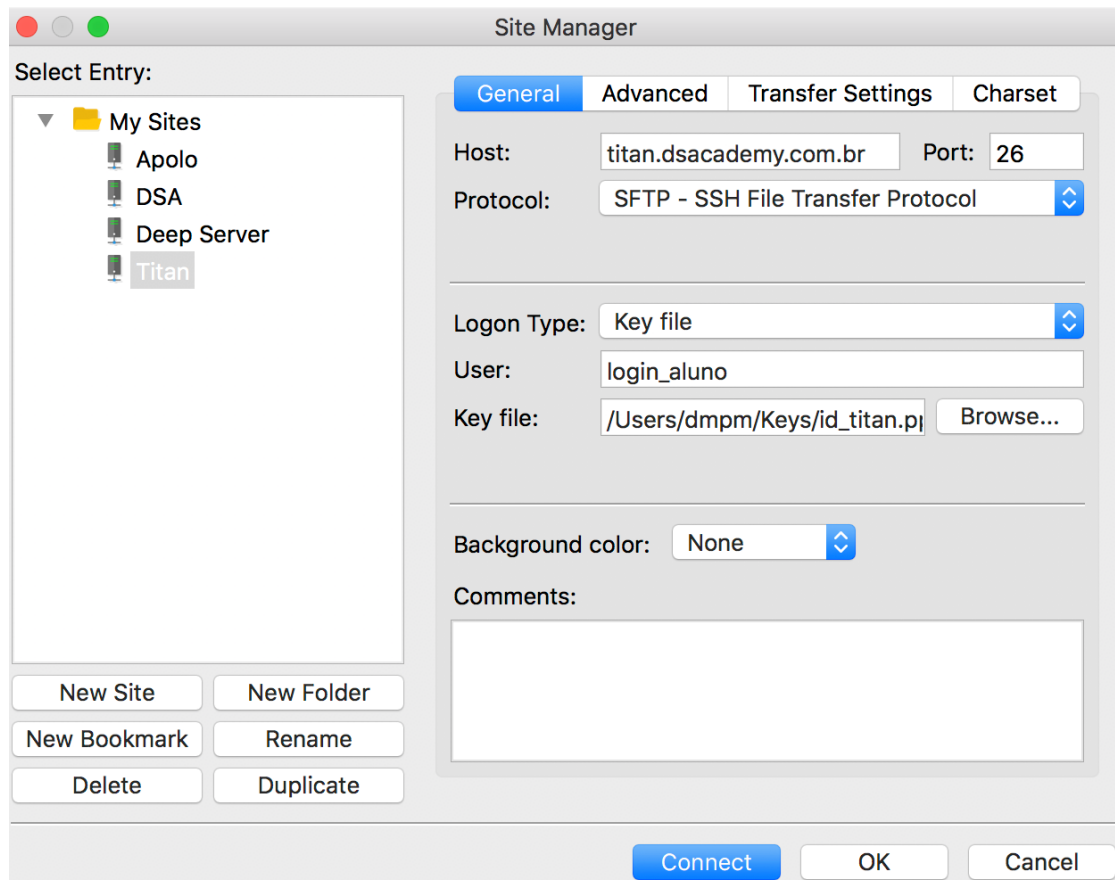 Site Manager
Select Entry:
My Sites
Apolo
DSA
Deep Server
Titan
New Site New Folder
New Bookmark Rename
Delete Duplicate
General Advanced Transfer Settings Charset
Host: titan.dsacademy.com.br Port: 26
Protocol: SFTP - SSH File Transfer Protocol
Logon Type: Key file
User: login_aluno
Key file: /Users/dmpm/Keys/id_titan.pp Browse...
Background color: None
Comments:
Connect OK Cancel